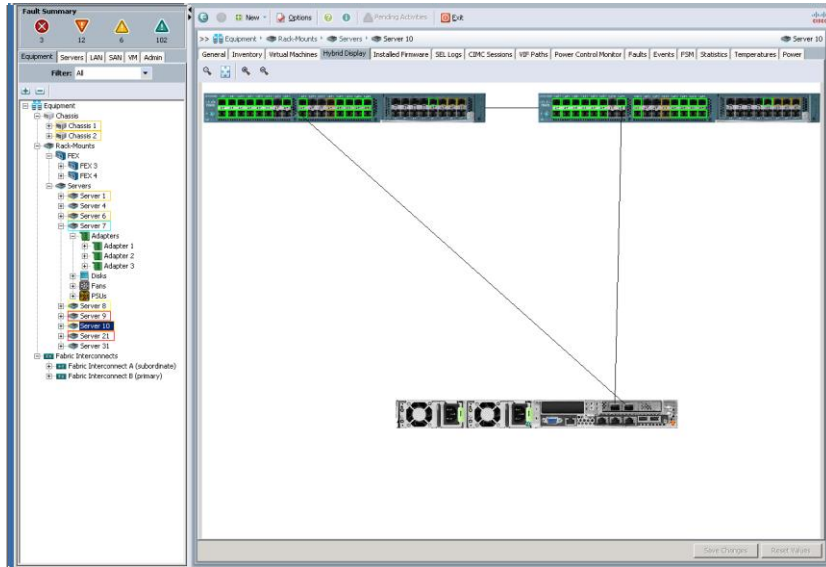 Fault Summary
3 12 6 102
Equipment Servers LAN SAN VM Admin
Filter: All
Equipment
Chassis
Chassis 1
Chassis 2
Rack-Mounts
FEX
FEX 3
FEX 4
Servers
Server 1
Server 4
Server 6
Server 7
Adapters
Adapter 1
Adapter 2
Adapter 3
Disks
Fans
PSUs
Server 8
Server 9
Server 10
Server 21
Server 31
Fabric Interconnects
Fabric Interconnect A (subordinate)
Fabric Interconnect B (primary)
New Options Pending Activities Exit
>> Equipment Rack-Mounts Servers Server 10 Server 10
General Inventory Virtual Machines Hybrid Display Installed Firmware SEL Logs CIMC Sessions VIF Paths Power Control Monitor Faults Events FSM Statistics Temperatures Power
Save Changes Reset Values